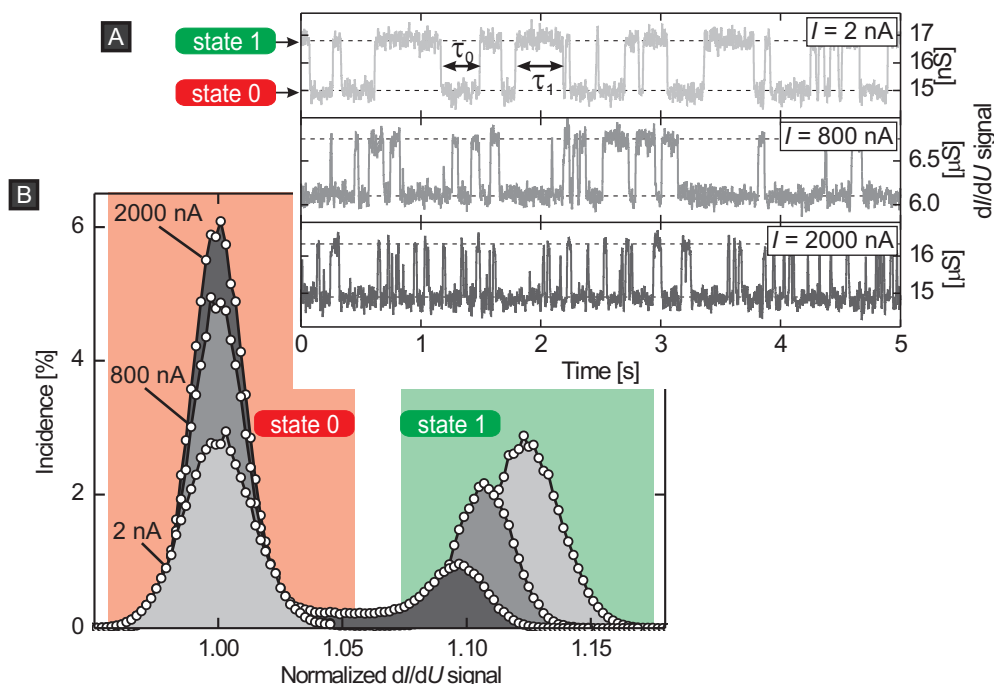 A
state 1
state 0
τ0
τ1
I = 2 nA
17
16
15
[nS]
I = 800 nA
6.5
6.0
[µS]
dI/dU signal
I = 2000 nA
16
15
[µS]
0 1 2 3 4 5
Time [s]
B
2000 nA
800 nA
2 nA
state 0
state 1
6
4
2
0
Incidence [%]
1.00 1.05 1.10 1.15
Normalized dI/dU signal